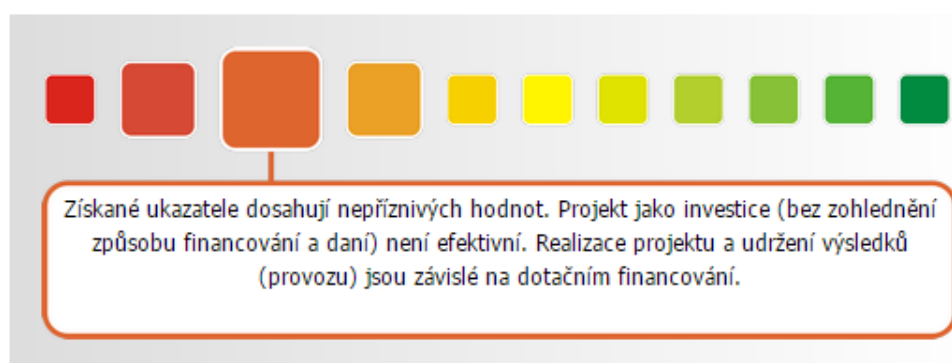 Získané ukazatele dosahují nepříznivých hodnot. Projekt jako investice (bez zohlednění
způsobu financování a daní) není efektivní. Realizace projektu a udržení výsledků
(provozu) jsou závislé na dotačním financování.